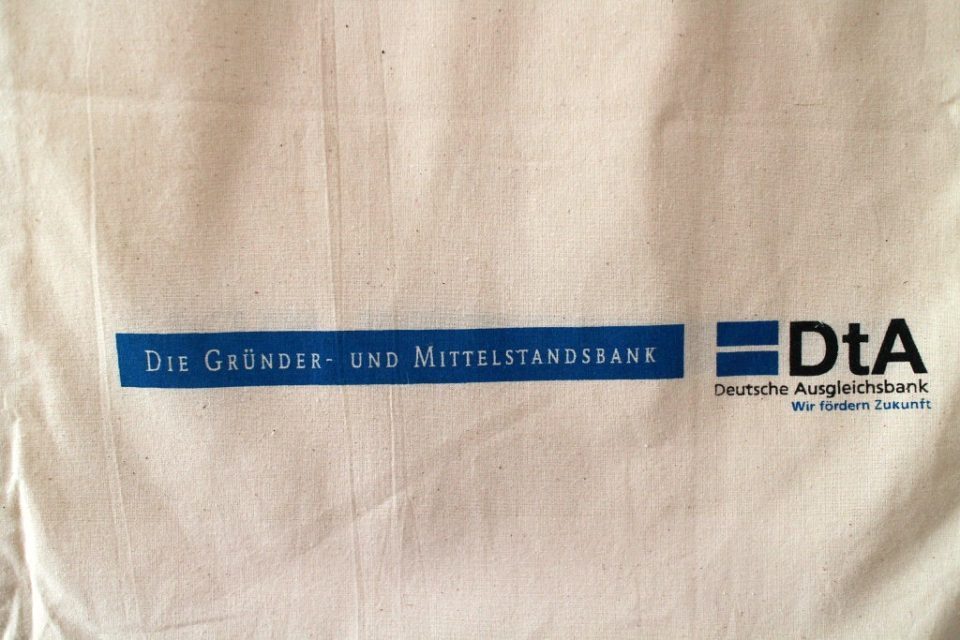 Die Gründer- und Mittelstandsbank
DtA
Deutsche Ausgleichsbank
Wir fördern Zukunft